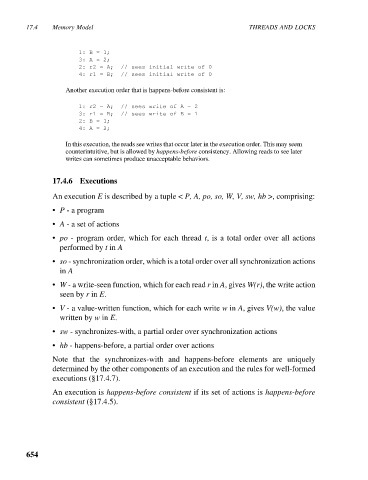 17.4 Memory Model THREADS AND LOCKS
1: B = 1;
3: A = 2;
2: r2 = A; // sees initial write of 0
4: r1 = B; // sees initial write of 0
Another execution order that is happens-before consistent is:
1: r2 = A; // sees write of A = 2
3: r1 = B; // sees write of B = 1
2: B = 1;
4: A = 2;
In this execution, the reads see writes that occur later in the execution order. This may seem
counterintuitive, but is allowed by happens-before consistency. Allowing reads to see later
writes can sometimes produce unacceptable behaviors.
17.4.6 Executions
An execution E is described by a tuple < P, A, po, so, W, V, sw, hb >, comprising:
• P - a program
• A - a set of actions
• po - program order, which for each thread t, is a total order over all actions
performed by t in A
• so - synchronization order, which is a total order over all synchronization actions
in A
• W - a write-seen function, which for each read r in A, gives W(r), the write action
seen by r in E.
• V - a value-written function, which for each write w in A, gives V(w), the value
written by w in E.
• sw - synchronizes-with, a partial order over synchronization actions
• hb - happens-before, a partial order over actions
Note that the synchronizes-with and happens-before elements are uniquely
determined by the other components of an execution and the rules for well-formed
executions (§17.4.7).
An execution is happens-before consistent if its set of actions is happens-before
consistent (§17.4.5).
654